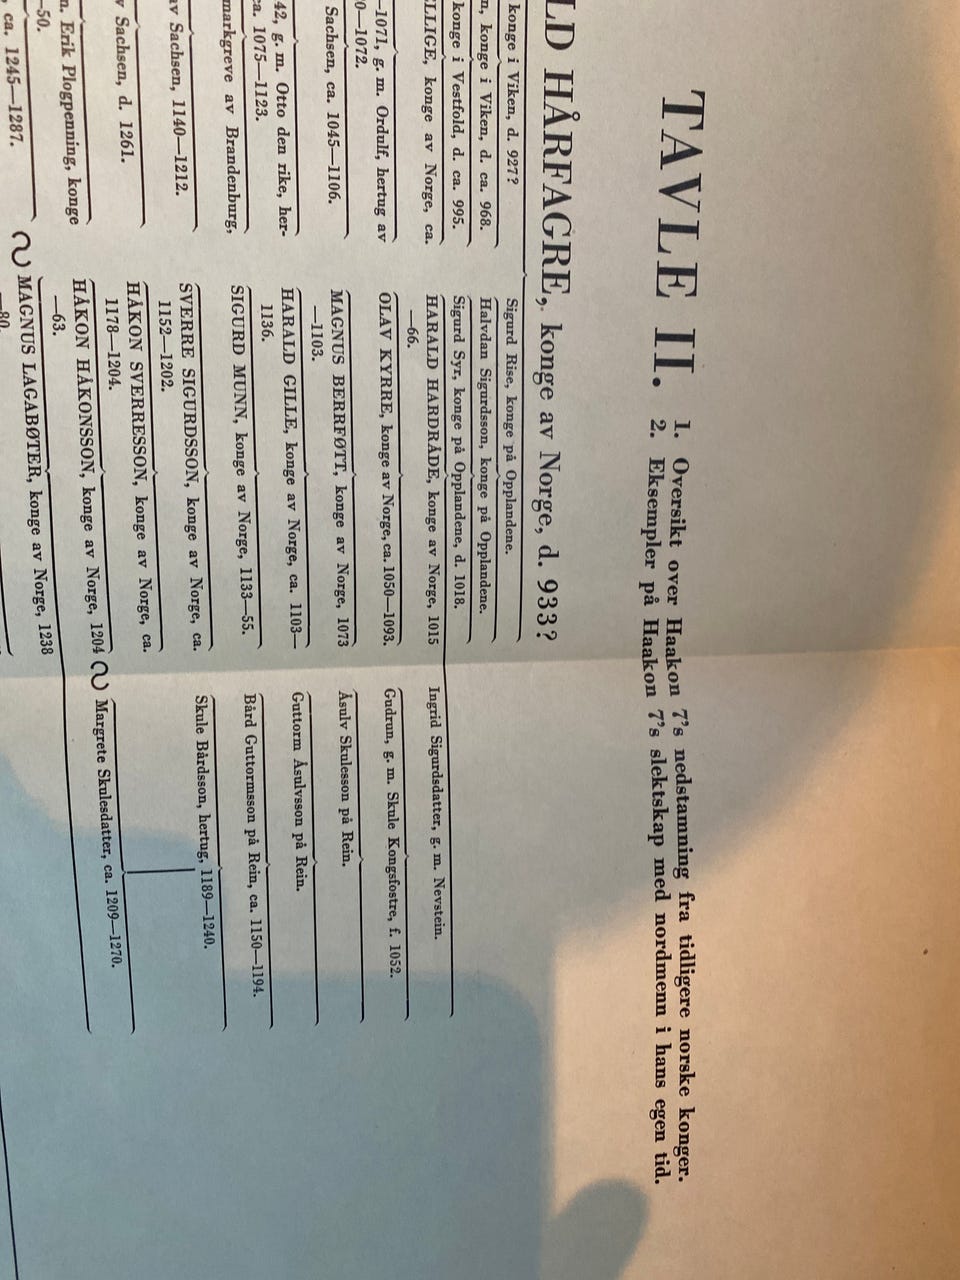 TAVLE II.
1. Oversikt over Haakon 7's nedstamning fra tidligere norske konger.
2. Eksempler på Haakon 7's slektskap med nordmenn i hans egen tid.
LD HÅRFAGRE, konge av Norge, d. 933?
konge i Viken, d. 927?
n, konge i Viken, d. ca. 968.
konge i Vestfold, d. ca. 995.
LLIGE, konge av Norge, ca.
—1071, g. m. Ordulf, hertug av
0—1072.
Sachsen, ca. 1045—1106.
42, g. m. Otto den rike, her-
ca. 1075—1123.
markgreve av Brandenburg,
av Sachsen, 1140—1212.
v Sachsen, d. 1261.
n. Erik Plogpenning, konge
—50.
, ca. 1245—1287.
Sigurd Rise, konge på Opplandene.
Halvdan Sigurdsson, konge på Opplandene.
Sigurd Syr, konge på Opplandene, d. 1018.
HARALD HARDRÅDE, konge av Norge, 1015
—66.
OLAV KYRRE, konge av Norge, ca. 1050—1093.
MAGNUS BERRFØTT, konge av Norge, 1073
—1103.
HARALD GILLE, konge av Norge, ca. 1103—
1136.
SIGURD MUNN, konge av Norge, 1133—55.
SVERRE SIGURDSSON, konge av Norge, ca.
1152—1202.
HÅKON SVERRESSON, konge av Norge, ca.
1178—1204.
HÅKON HÅKONSSON, konge av Norge, 1204
—63.
MAGNUS LAGABØTER, konge av Norge, 1238
—80.
Ingrid Sigurdsdatter, g. m. Nevstein.
Gudrun, g. m. Skule Kongsfostre, f. 1052.
Åsulv Skulesson på Rein.
Guttorm Åsulvsson på Rein.
Bård Guttormsson på Rein, ca. 1150—1194.
Skule Bårdsson, hertug, 1189—1240.
Margrete Skulesdatter, ca. 1209—1270.